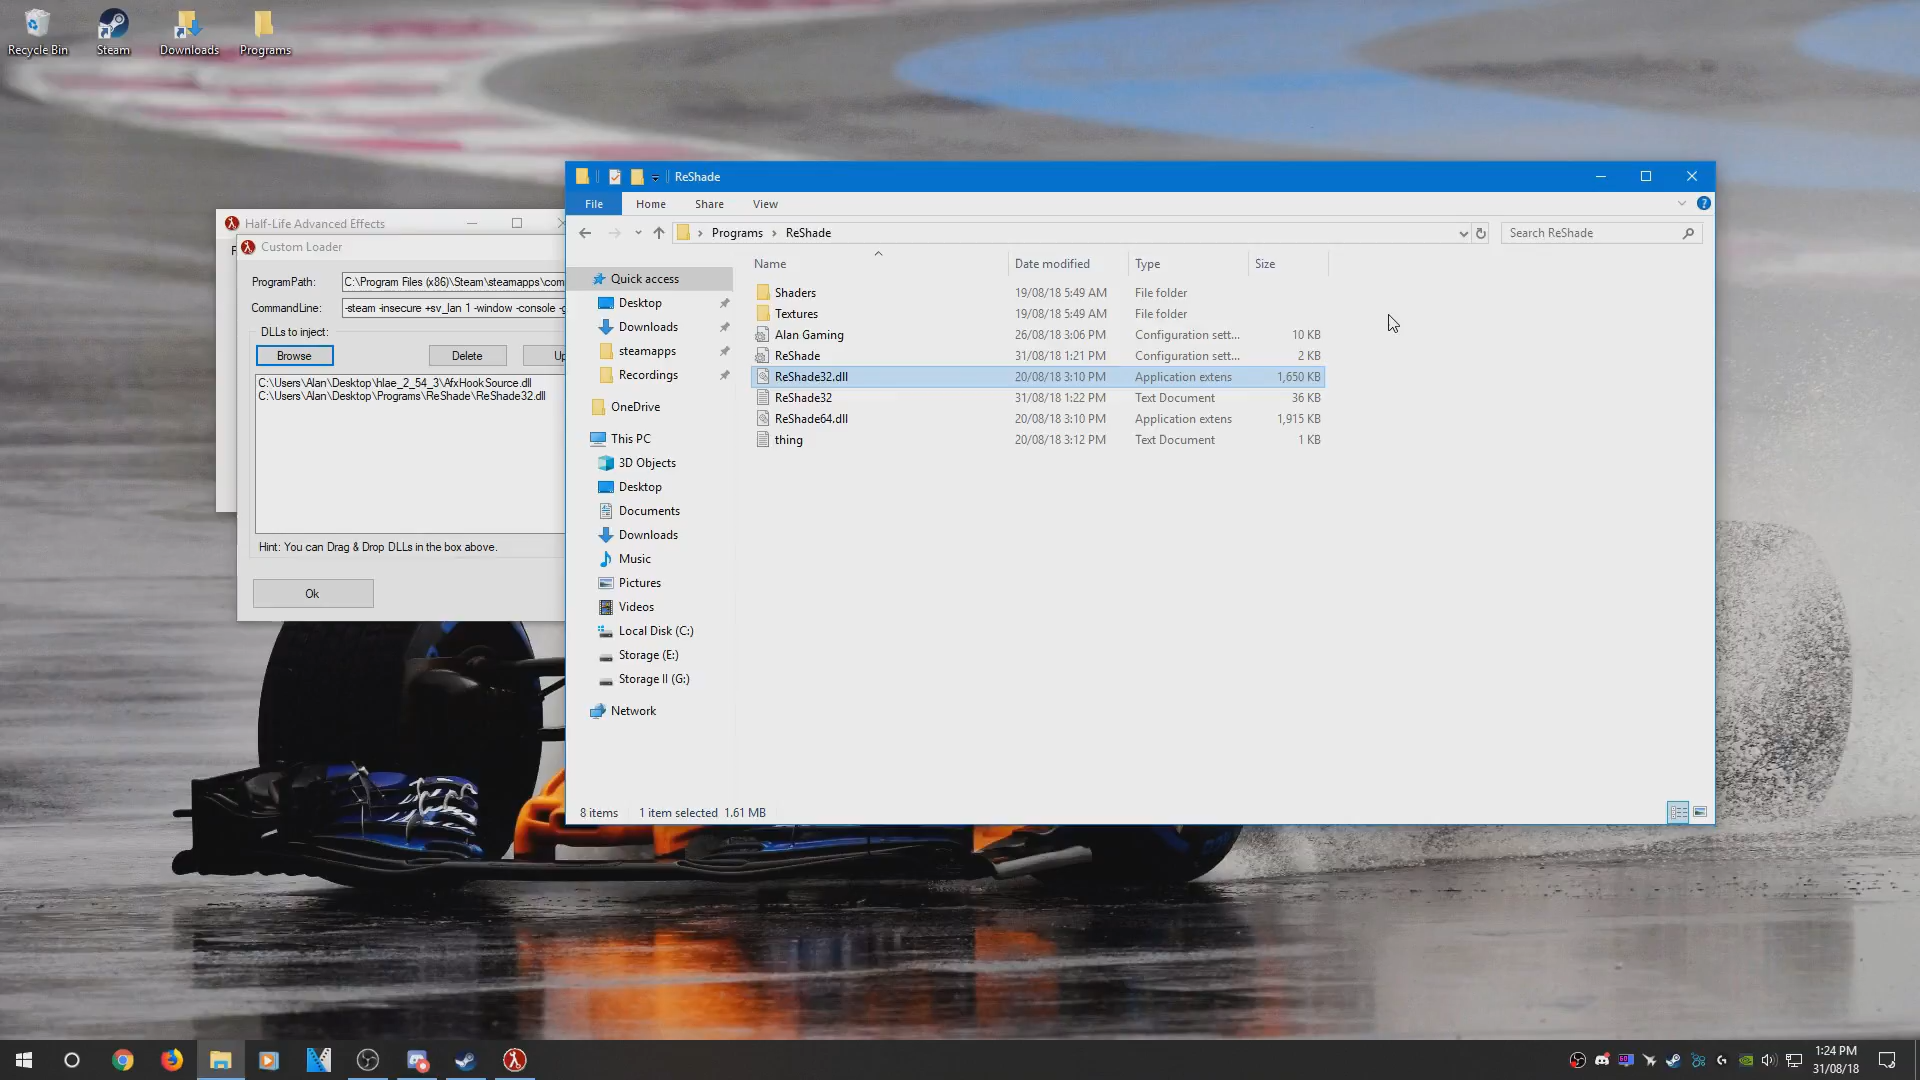 Recycle Bin
Steam
Downloads
Programs
Half-Life Advanced Effects
Custom Loader
ProgramPath:
C:\Program Files (x86)\Steam\steamapps\com
CommandLine:
-steam -insecure +sv_lan 1 -window -console -g
DLLs to inject:
Browse
Delete
Up
C:\Users\Alan\Desktop\hlae_2_54_3\AfxHookSource.dll
C:\Users\Alan\Desktop\Programs\ReShade\ReShade32.dll
Hint: You can Drag & Drop DLLs in the box above.
Ok
ReShade
File
Home
Share
View
Programs
ReShade
Search ReShade
Quick access
Desktop
Downloads
steamapps
Recordings
OneDrive
This PC
3D Objects
Desktop
Documents
Downloads
Music
Pictures
Videos
Local Disk (C:)
Storage (E:)
Storage II (G:)
Network
Name Date modified Type Size
Shaders 19/08/18 5:49 AM File folder
Textures 19/08/18 5:49 AM File folder
Alan Gaming 26/08/18 3:06 PM Configuration sett... 10 KB
ReShade 31/08/18 1:21 PM Configuration sett... 2 KB
ReShade32.dll 20/08/18 3:10 PM Application extens 1,650 KB
ReShade32 31/08/18 1:22 PM Text Document 36 KB
ReShade64.dll 20/08/18 3:10 PM Application extens 1,915 KB
thing 20/08/18 3:12 PM Text Document 1 KB
8 items 1 item selected 1.61 MB
1:24 PM
31/08/18